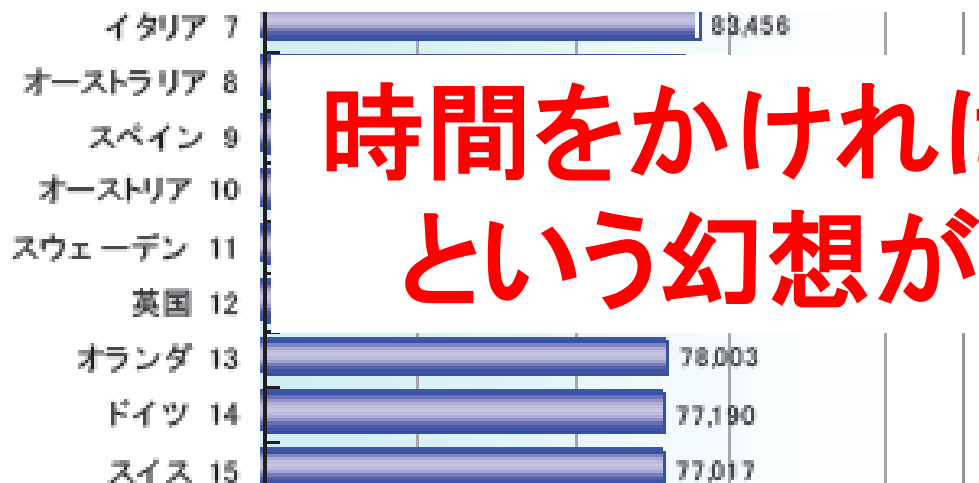 イタリア 7 83,456
オーストラリア 8
スペイン 9
オーストリア 10
スウェーデン 11
英国 12
時間をかければ
という幻想が
オランダ 13 78,003
ドイツ 14 77,190
スイス 15 77,017